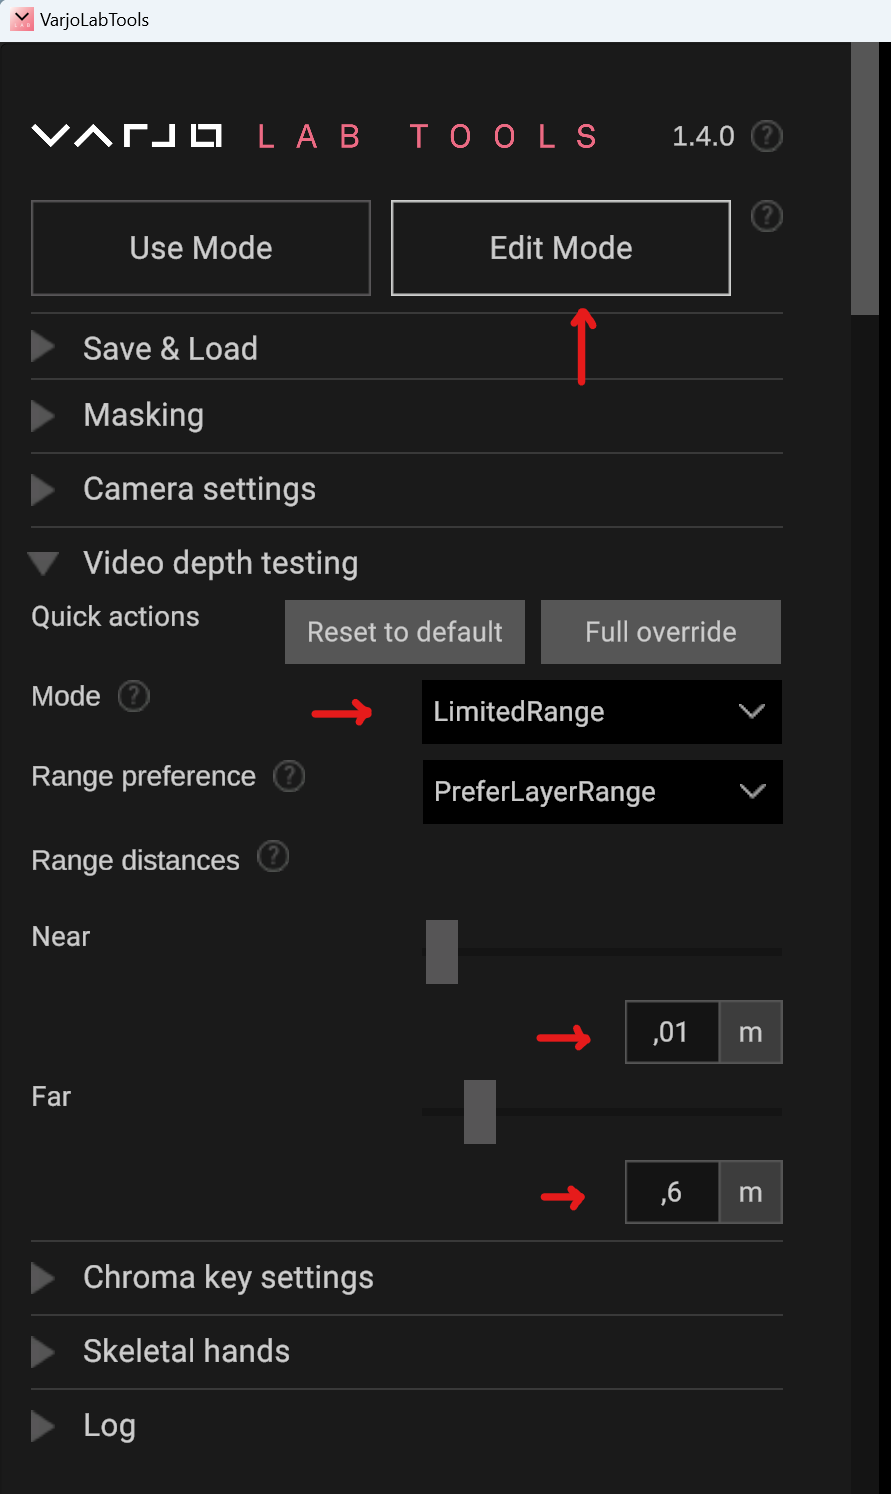 VarjoLabTools
VARJO LAB TOOLS 1.4.0 ?
Use Mode Edit Mode ?
Save & Load
Masking
Camera settings
Video depth testing
Quick actions Reset to default Full override
Mode ? LimitedRange
Range preference ? PreferLayerRange
Range distances ?
Near
,01 m
Far
,6 m
Chroma key settings
Skeletal hands
Log